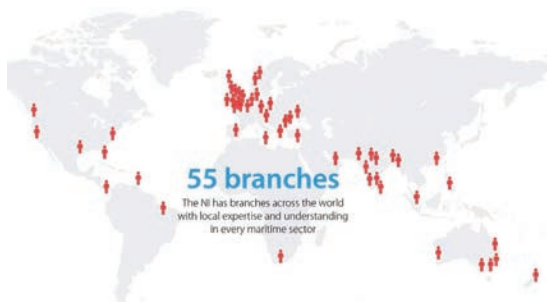 55 branches
The NI has branches across the world
with local expertise and understanding
in every maritime sector